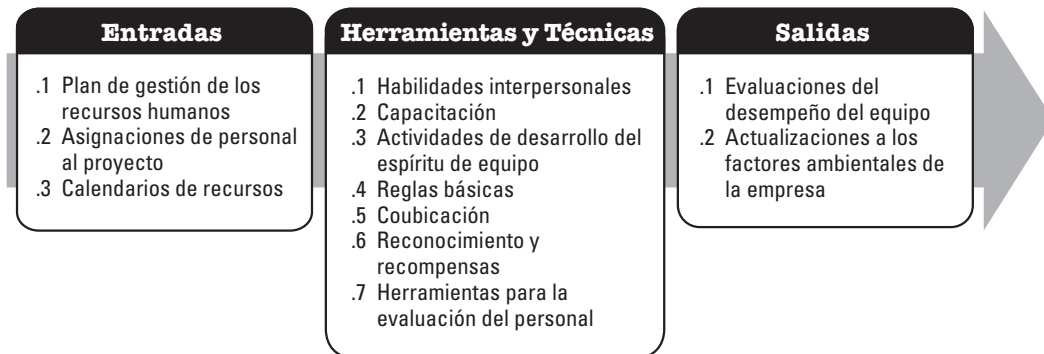 Entradas
.1 Plan de gestión de los
recursos humanos
.2 Asignaciones de personal
al proyecto
.3 Calendarios de recursos
Herramientas y Técnicas
.1 Habilidades interpersonales
.2 Capacitación
.3 Actividades de desarrollo del
espíritu de equipo
.4 Reglas básicas
.5 Coubicación
.6 Reconocimiento y
recompensas
.7 Herramientas para la
evaluación del personal
Salidas
.1 Evaluaciones del
desempeño del equipo
.2 Actualizaciones a los
factores ambientales de
la empresa